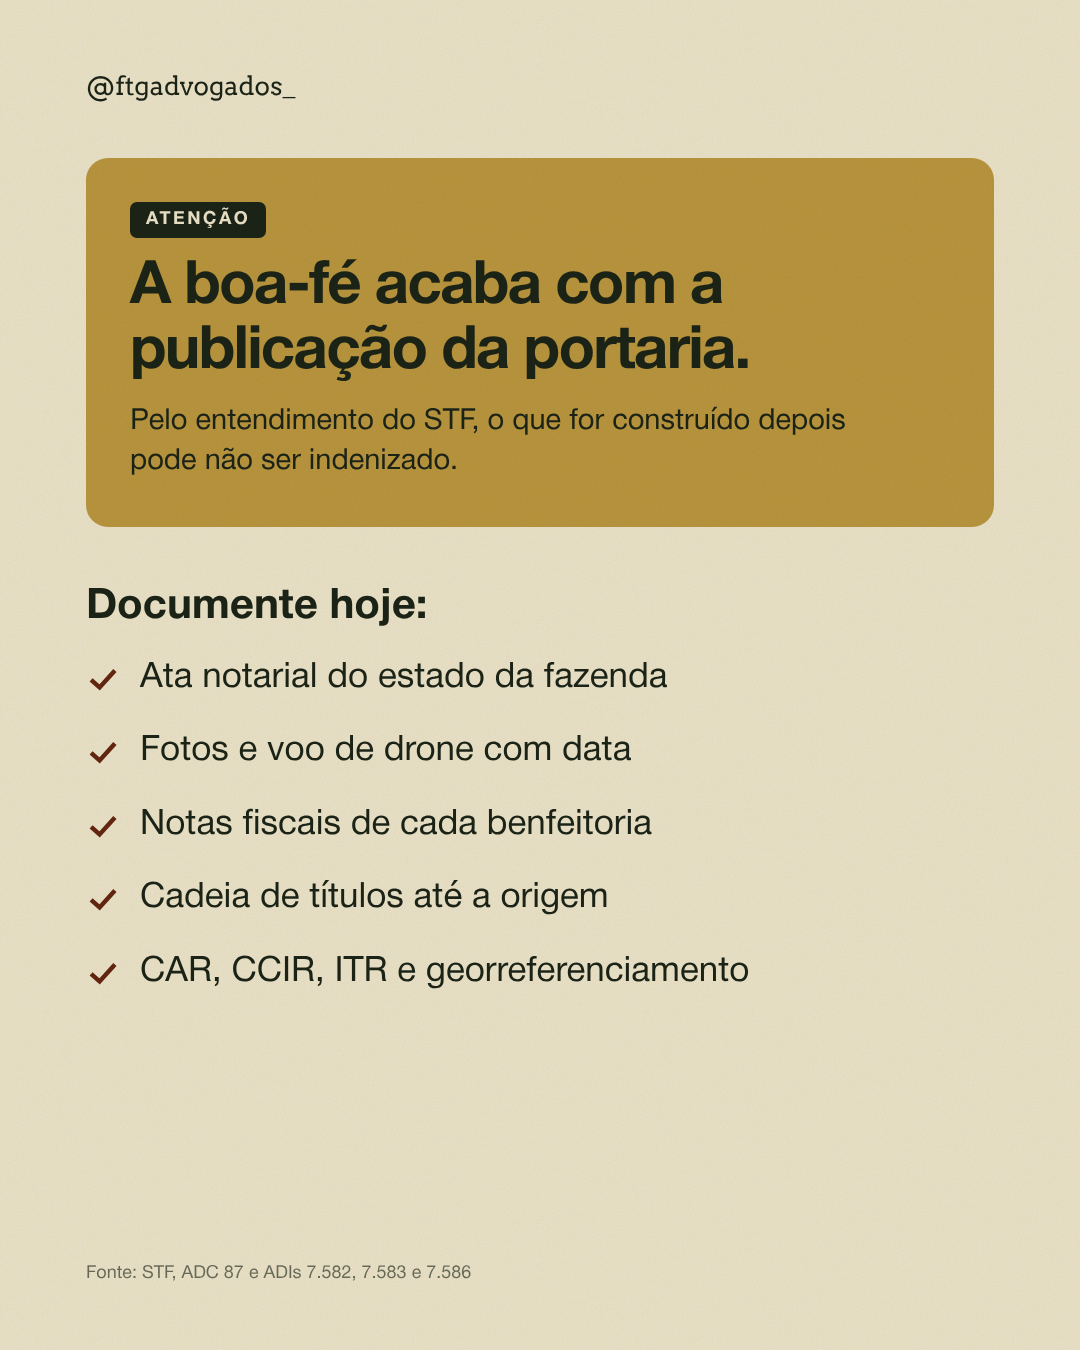 @ftgadvogados_
ATENÇÃO
A boa-fé acaba com a
publicação da portaria.
Pelo entendimento do STF, o que for construído depois
pode não ser indenizado.
Documente hoje:
Ata notarial do estado da fazenda
Fotos e voo de drone com data
Notas fiscais de cada benfeitoria
Cadeia de títulos até a origem
CAR, CCIR, ITR e georreferenciamento
Fonte: STF, ADC 87 e ADIs 7.582, 7.583 e 7.586